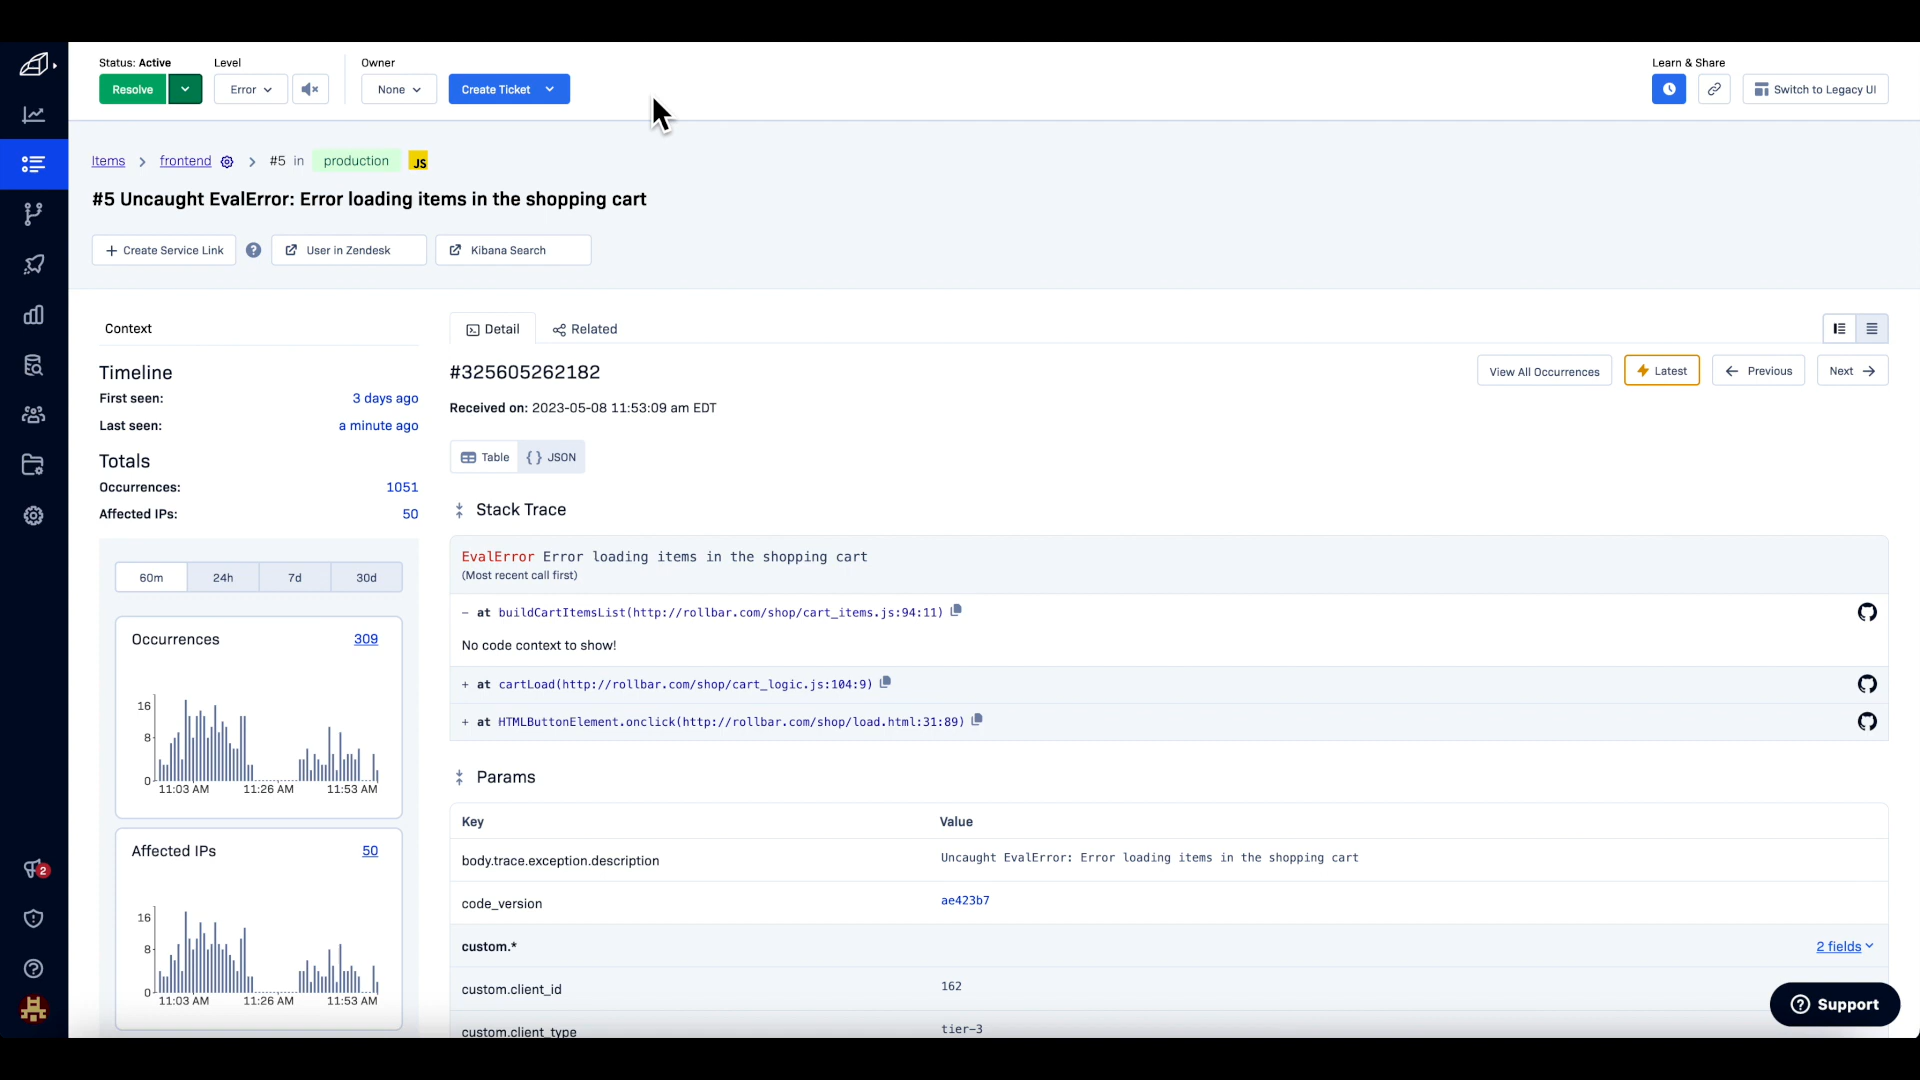 Status: Active
Level
Owner
Learn & Share
Resolve
Error
None
Create Ticket
Switch to Legacy UI
Items
frontend
#5 in
production
JS
#5 Uncaught EvalError: Error loading items in the shopping cart
Create Service Link
?
User in Zendesk
Kibana Search
Context
Detail
Related
Timeline
First seen:
3 days ago
Last seen:
a minute ago
Totals
Occurrences:
1051
Affected IPs:
50
60m
24h
7d
30d
Occurrences
309
16
8
0
11:03 AM
11:26 AM
11:53 AM
Affected IPs
50
16
8
0
11:03 AM
11:26 AM
11:53 AM
#325605262182
View All Occurrences
Latest
Previous
Next
Received on: 2023-05-08 11:53:09 am EDT
Table
{ } JSON
Stack Trace
EvalError Error loading items in the shopping cart
(Most recent call first)
- at buildCartItemsList(http://rollbar.com/shop/cart_items.js:94:11)
No code context to show!
+ at cartLoad(http://rollbar.com/shop/cart_logic.js:104:9)
+ at HTMLButtonElement.onclick(http://rollbar.com/shop/load.html:31:89)
Params
Key
Value
body.trace.exception.description
Uncaught EvalError: Error loading items in the shopping cart
code_version
ae423b7
custom.*
2 fields
custom.client_id
162
custom.client_type
tier-3
2
? Support